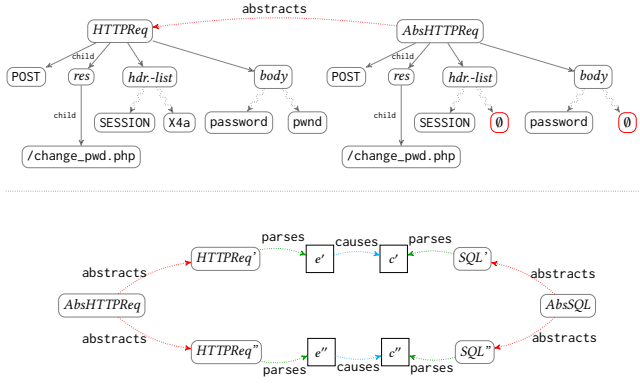 abstracts
HTTPReq AbsHTTPReq
child child
POST res hdr.-list body POST res hdr.-list body
child child
SESSION X4a password pwnd SESSION ∅ password ∅
/change_pwd.php /change_pwd.php
parses causes parses
HTTPReq' e' c' SQL'
abstracts abstracts
AbsHTTPReq AbsSQL
abstracts abstracts
HTTPReq'' e'' c'' SQL''
parses causes parses